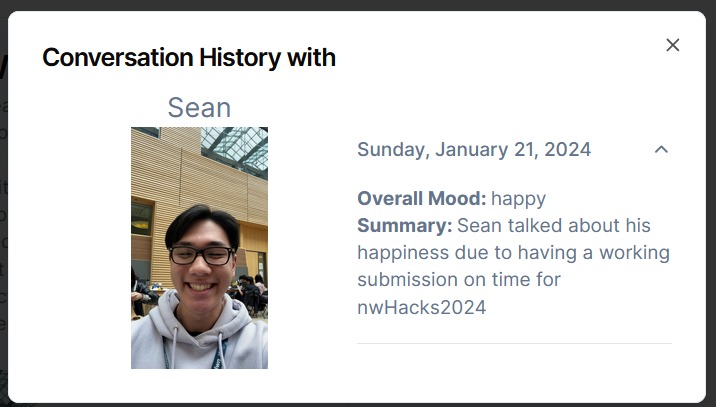 Conversation History with
Sean
Sunday, January 21, 2024
Overall Mood: happy
Summary: Sean talked about his
happiness due to having a working
submission on time for
nwHacks2024